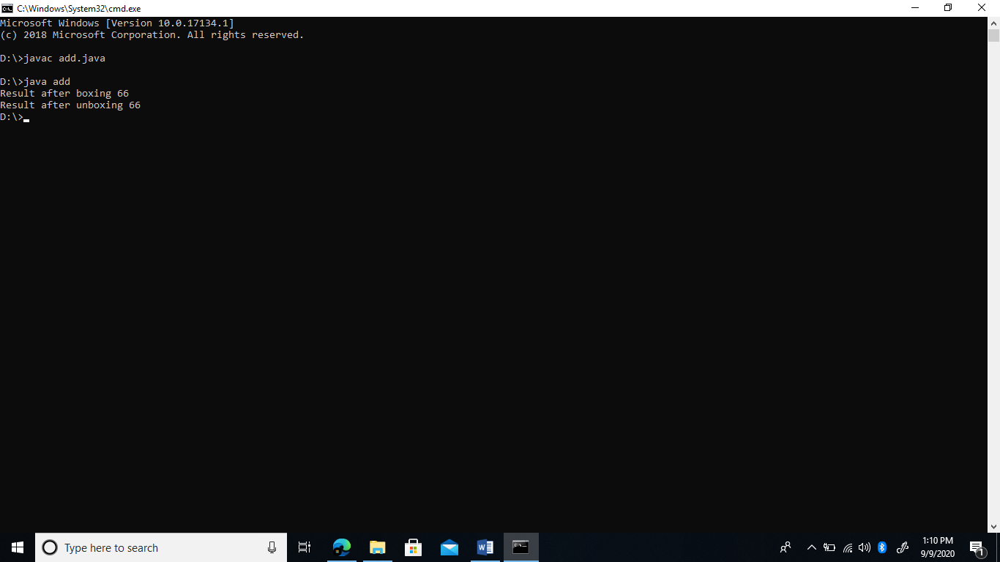 C:\Windows\System32\cmd.exe
Microsoft Windows [Version 10.0.17134.1]
(c) 2018 Microsoft Corporation. All rights reserved.
D:\>javac add.java
D:\>java add
Result after boxing 66
Result after unboxing 66
D:\>
Type here to search
1:10 PM
9/9/2020
1